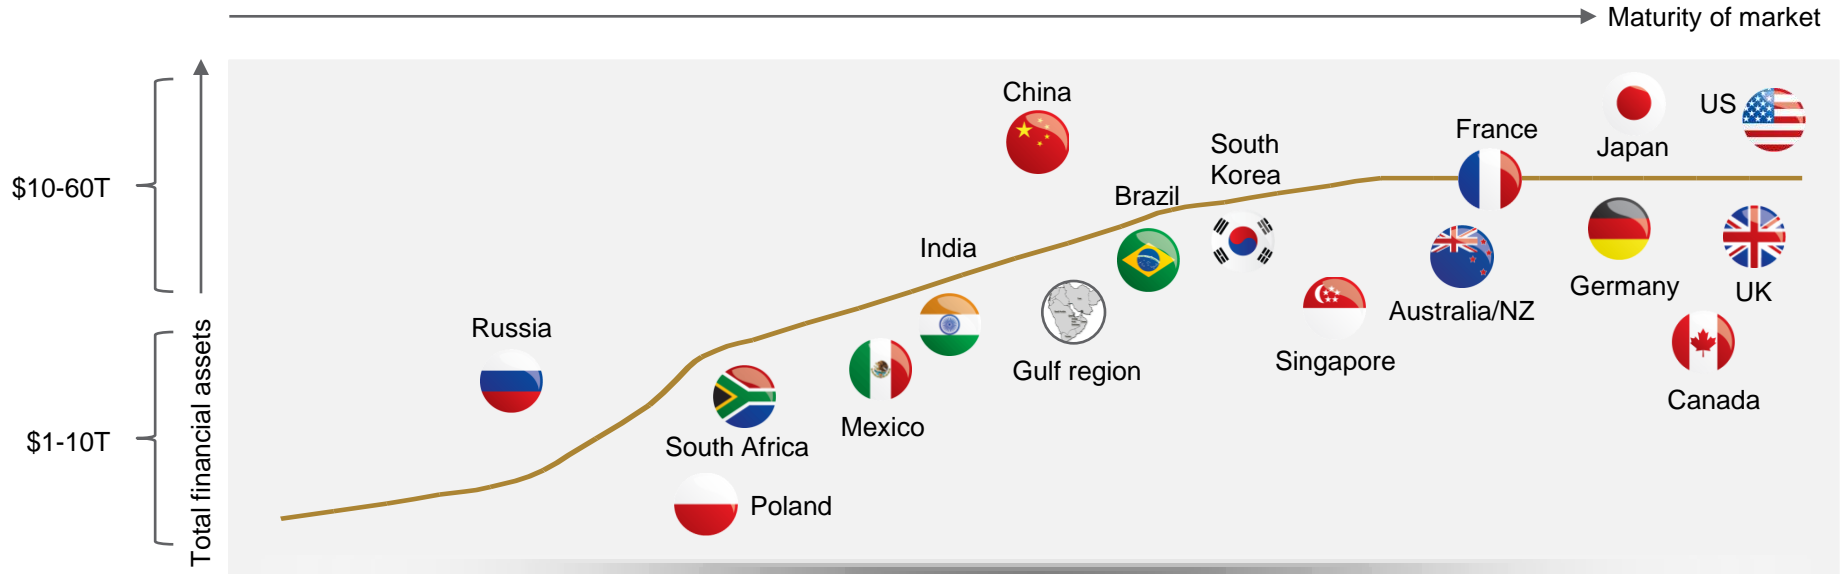 Maturity of market
$10-60T
$1-10T
Total financial assets
China
US
Japan
France
South
Korea
Brazil
India
Russia
Germany
UK
Australia/NZ
Singapore
Gulf region
Canada
Mexico
South Africa
Poland